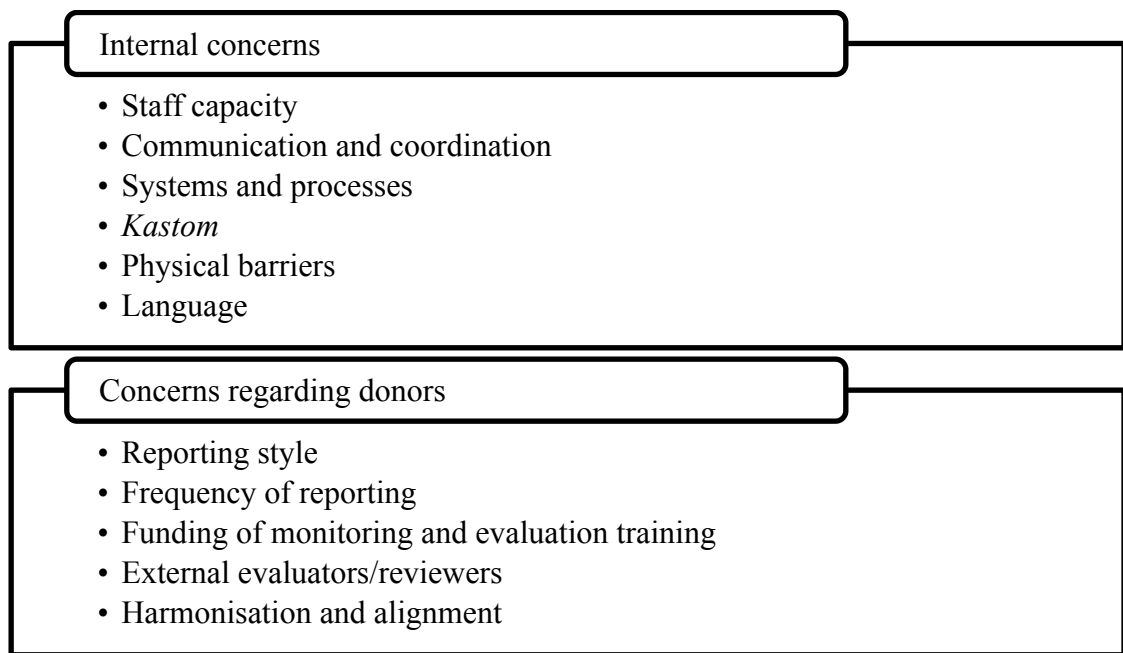 Internal concerns
• Staff capacity
• Communication and coordination
• Systems and processes
• Kastom
• Physical barriers
• Language
Concerns regarding donors
• Reporting style
• Frequency of reporting
• Funding of monitoring and evaluation training
• External evaluators/reviewers
• Harmonisation and alignment